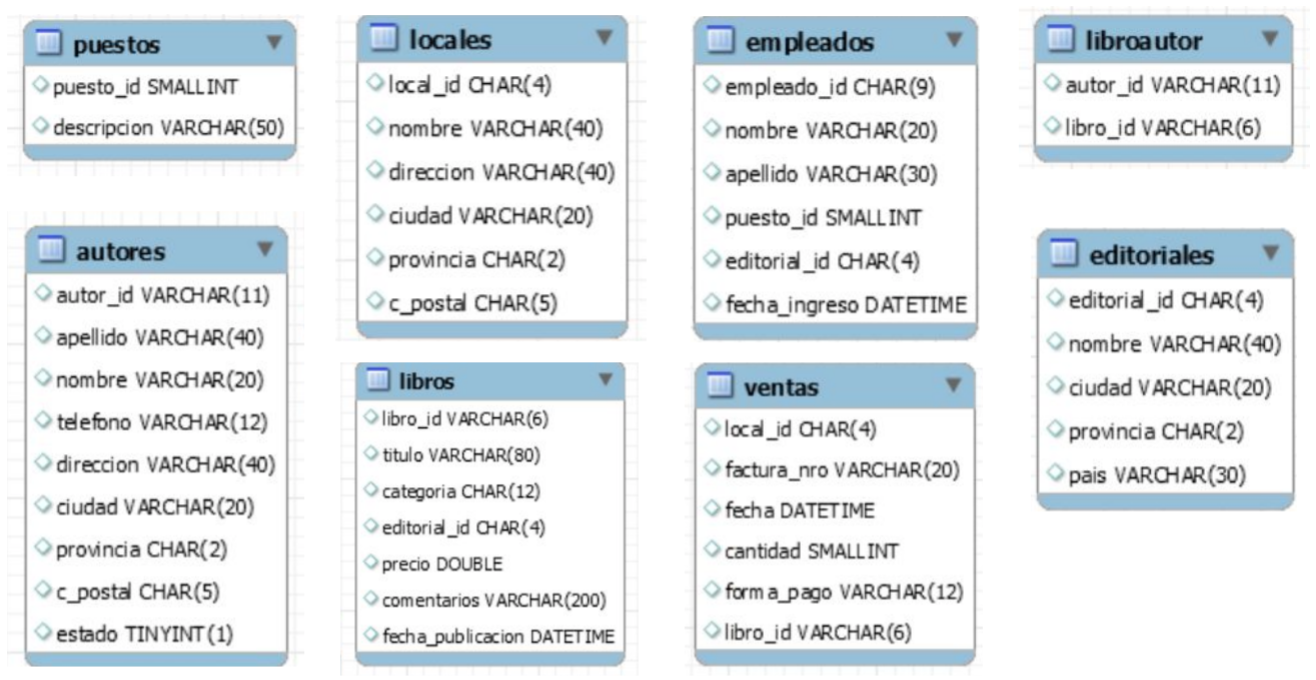 puestos
puesto_id SMALLINT
descripcion VARCHAR(50)
locales
local_id CHAR(4)
nombre VARCHAR(40)
direccion VARCHAR(40)
ciudad VARCHAR(20)
provincia CHAR(2)
c_postal CHAR(5)
empleados
empleado_id CHAR(9)
nombre VARCHAR(20)
apellido VARCHAR(30)
puesto_id SMALLINT
editorial_id CHAR(4)
fecha_ingreso DATETIME
libroautor
autor_id VARCHAR(11)
libro_id VARCHAR(6)
autores
autor_id VARCHAR(11)
apellido VARCHAR(40)
nombre VARCHAR(20)
telefono VARCHAR(12)
direccion VARCHAR(40)
ciudad VARCHAR(20)
provincia CHAR(2)
c_postal CHAR(5)
estado TINYINT(1)
libros
libro_id VARCHAR(6)
titulo VARCHAR(80)
categoria CHAR(12)
editorial_id CHAR(4)
precio DOUBLE
comentarios VARCHAR(200)
fecha_publicacion DATETIME
ventas
local_id CHAR(4)
factura_nro VARCHAR(20)
fecha DATETIME
cantidad SMALLINT
forma_pago VARCHAR(12)
libro_id VARCHAR(6)
editoriales
editorial_id CHAR(4)
nombre VARCHAR(40)
ciudad VARCHAR(20)
provincia CHAR(2)
pais VARCHAR(30)